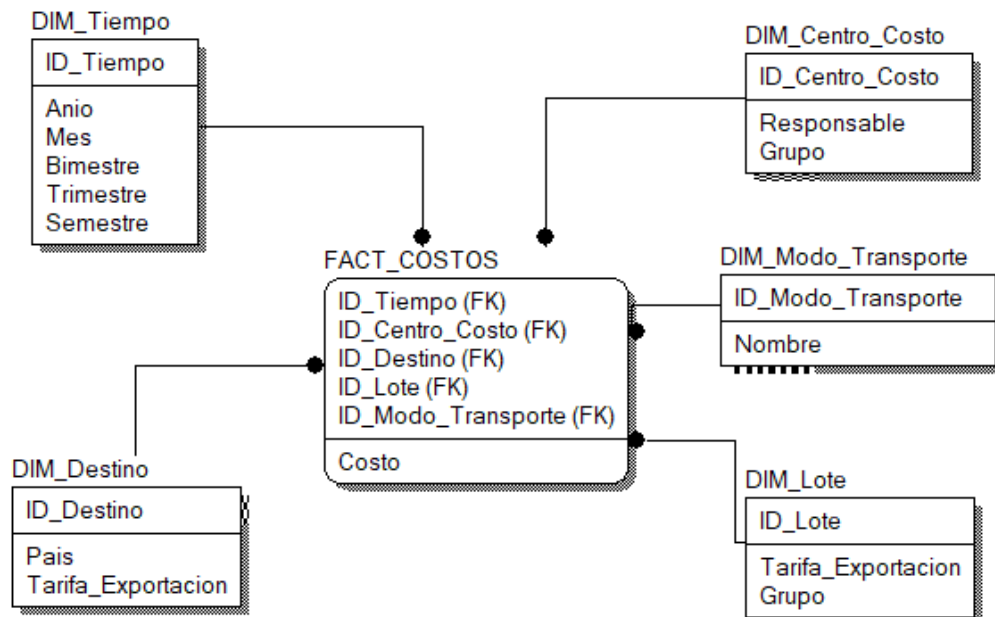 DIM_Tiempo
ID_Tiempo
Anio
Mes
Bimestre
Trimestre
Semestre
DIM_Centro_Costo
ID_Centro_Costo
Responsable
Grupo
FACT_COSTOS
ID_Tiempo (FK)
ID_Centro_Costo (FK)
ID_Destino (FK)
ID_Lote (FK)
ID_Modo_Transporte (FK)
Costo
DIM_Modo_Transporte
ID_Modo_Transporte
Nombre
DIM_Destino
ID_Destino
Pais
Tarifa_Exportacion
DIM_Lote
ID_Lote
Tarifa_Exportacion
Grupo